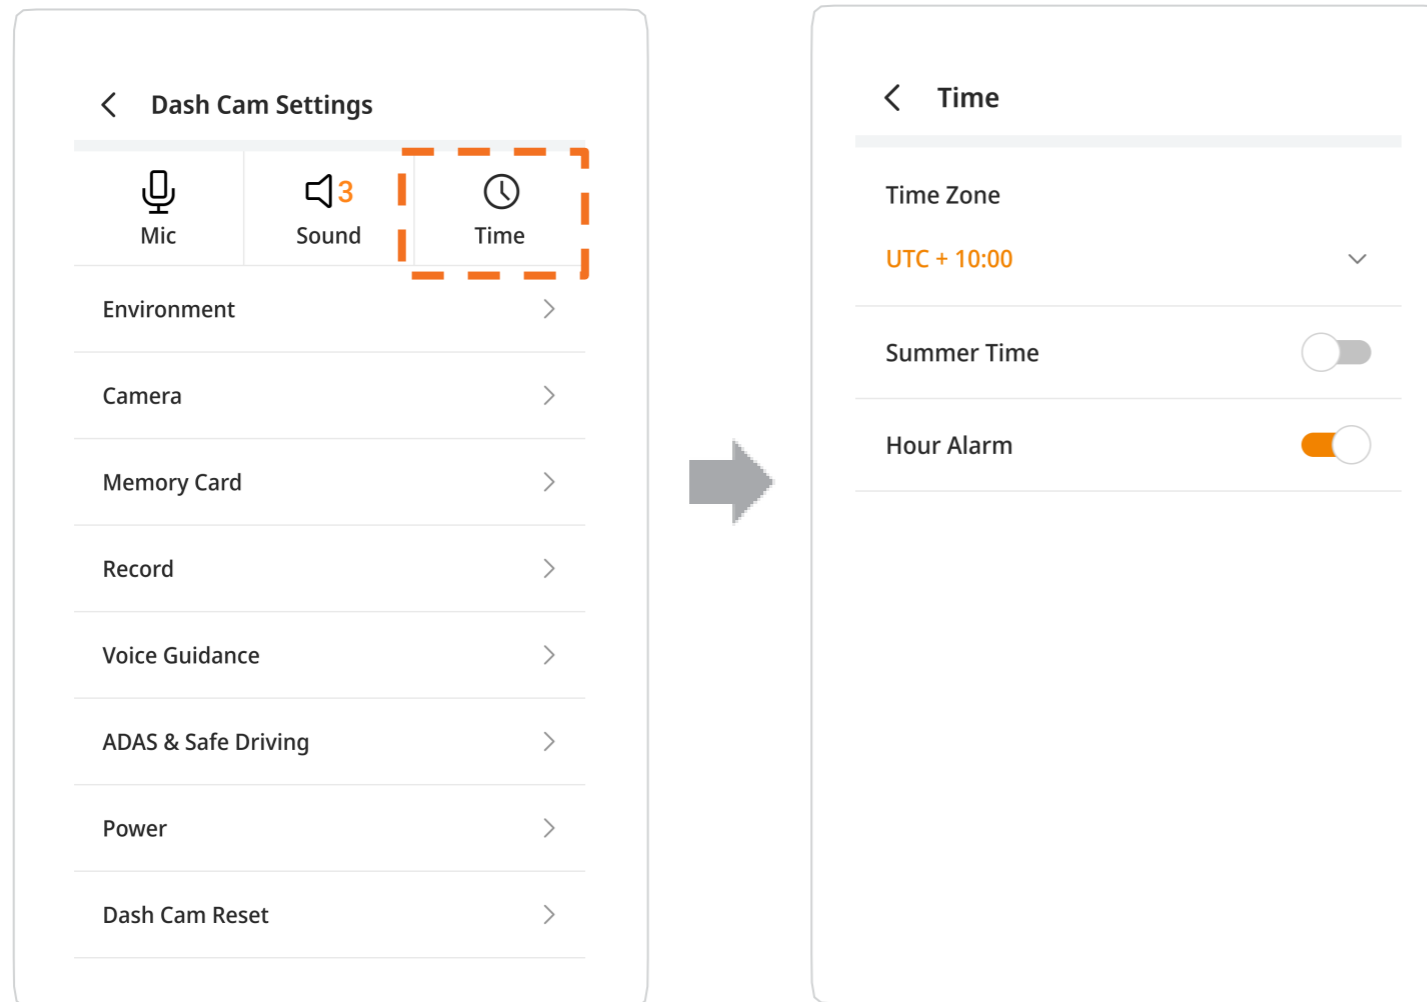 Dash Cam Settings
Mic
3
Sound
Time
Environment
Camera
Memory Card
Record
Voice Guidance
ADAS & Safe Driving
Power
Dash Cam Reset
Time
Time Zone
UTC + 10:00
Summer Time
Hour Alarm